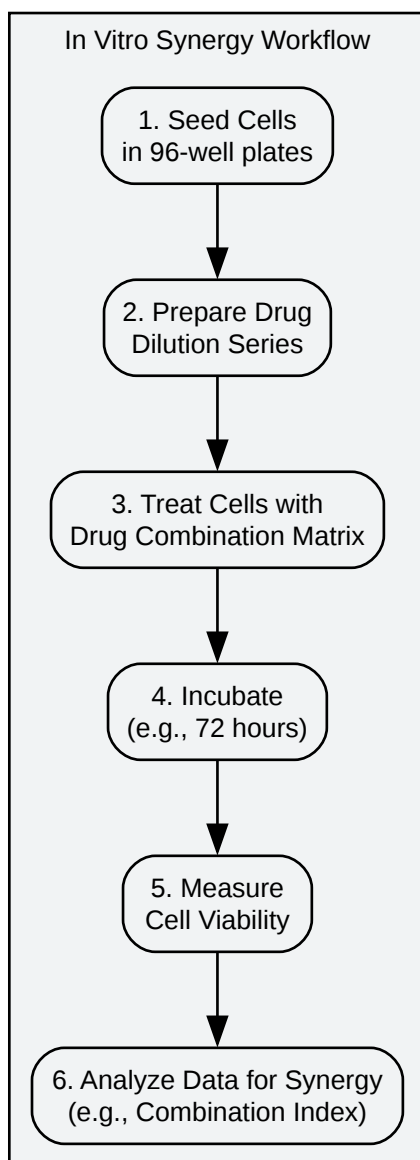 In Vitro Synergy Workflow
1. Seed Cells
in 96-well plates
2. Prepare Drug
Dilution Series
3. Treat Cells with
Drug Combination Matrix
4. Incubate
(e.g., 72 hours)
5. Measure
Cell Viability
6. Analyze Data for Synergy
(e.g., Combination Index)